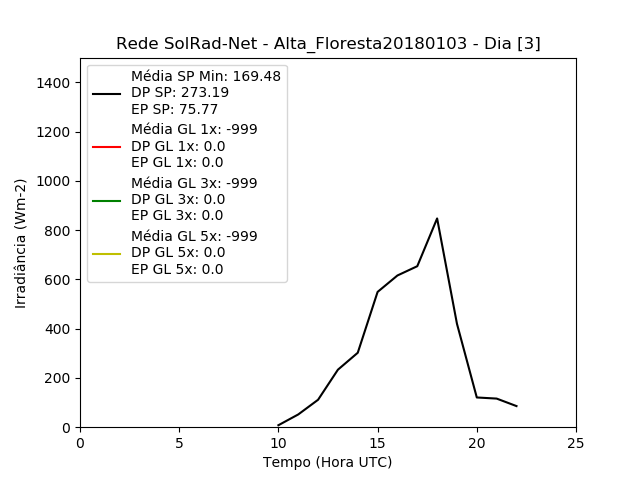 Rede SolRad-Net - Alta_Floresta20180103 - Dia [3]
Média SP Min: 169.48
DP SP: 273.19
EP SP: 75.77
Média GL 1x: -999
DP GL 1x: 0.0
EP GL 1x: 0.0
Média GL 3x: -999
DP GL 3x: 0.0
EP GL 3x: 0.0
Média GL 5x: -999
DP GL 5x: 0.0
EP GL 5x: 0.0
Irradiância (Wm-2)
1400
1200
1000
800
600
400
200
0
0 5 10 15 20 25
Tempo (Hora UTC)